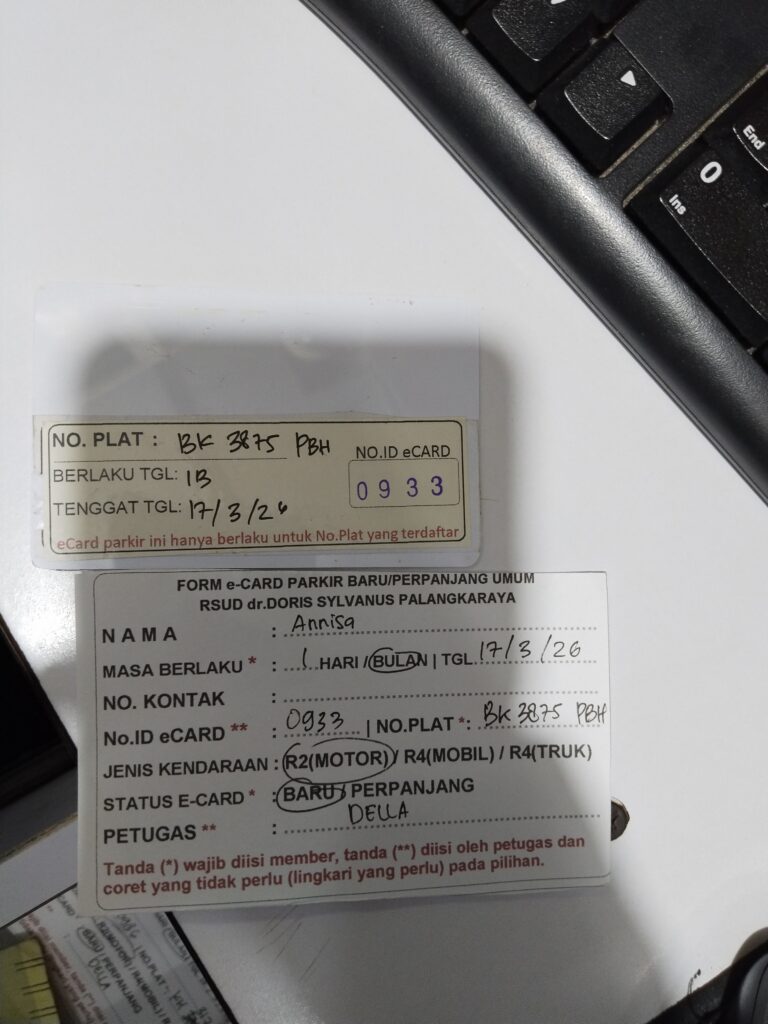 End
0
Ins
NO. PLAT : BK 3875 PBH
NO.ID eCARD
BERLAKU TGL: 1B
0933
TENGGAT TGL: 17/3/26
eCard parkir ini hanya berlaku untuk No.Plat yang terdaftar
FORM e-CARD PARKIR BARU/PERPANJANG UMUM
RSUD dr.DORIS SYLVANUS PALANGKARAYA
NAMA : Annisa
MASA BERLAKU * : 1 HARI / BULAN | TGL. 17/3/26
NO. KONTAK :
No.ID eCARD ** : 0933 | NO.PLAT *: BK 3875 PBH
JENIS KENDARAAN : R2(MOTOR) / R4(MOBIL) / R4(TRUK)
STATUS E-CARD * : BARU / PERPANJANG
PETUGAS ** : DELLA
Tanda (*) wajib diisi member, tanda (**) diisi oleh petugas dan
coret yang tidak perlu (lingkari yang perlu) pada pilihan.